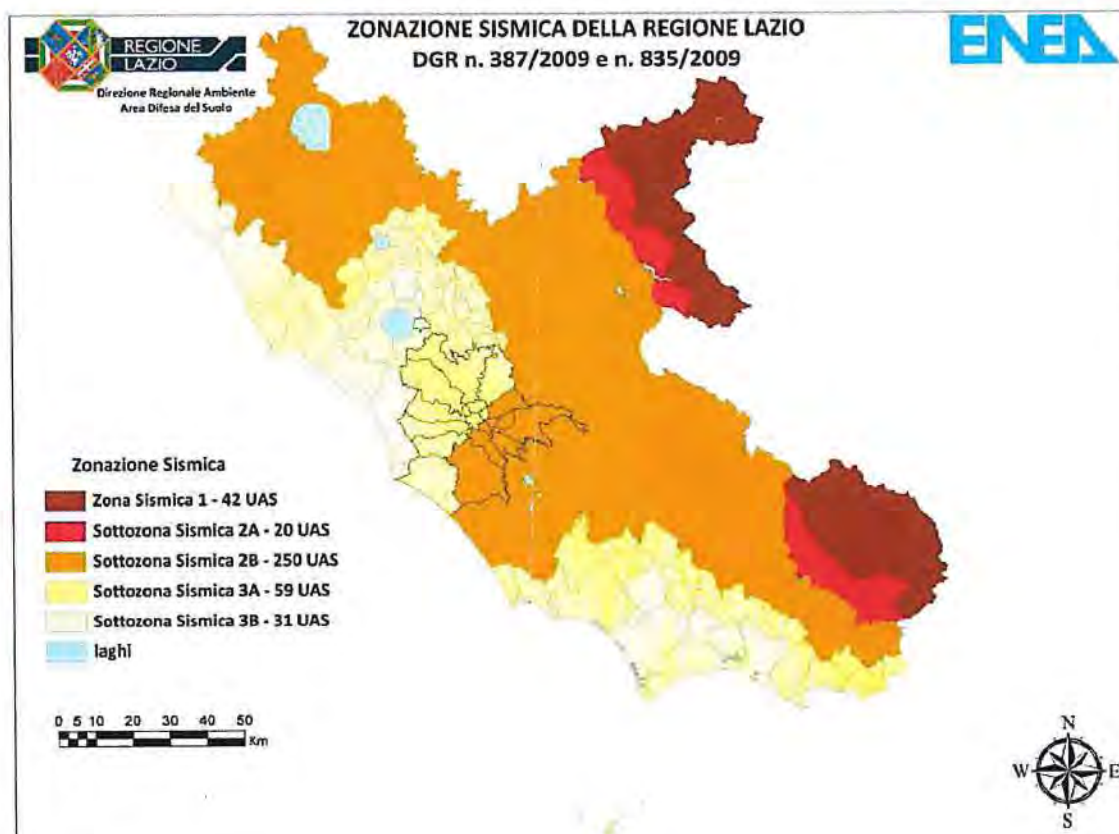 ZONAZIONE SISMICA DELLA REGIONE LAZIO
DGR n. 387/2009 e n. 835/2009
REGIONE
LAZIO
Direzione Regionale Ambiente
Area Difesa del Suolo
ENEA
Zonazione Sismica
Zona Sismica 1 - 42 UAS
Sottozona Sismica 2A - 20 UAS
Sottozona Sismica 2B - 250 UAS
Sottozona Sismica 3A - 59 UAS
Sottozona Sismica 3B - 31 UAS
laghi
0 5 10 20 30 40 50
Km
N
W E
S